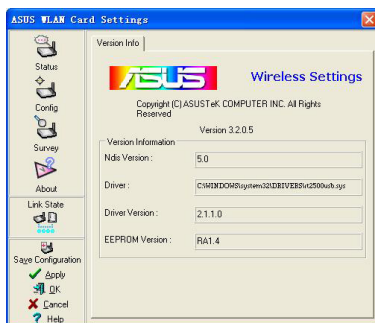 ASUS WLAN Card Settings
Status
Config
Survey
About
Link State
Save Configuration
Apply
OK
Cancel
Help
Version Info
ASUS
Wireless Settings
Copyright (C) ASUSTeK COMPUTER INC. All Rights
Reserved
Version 3.2.0.5
Version Information
Ndis Version :
5.0
Driver :
C:\WINDOWS\system32\DRIVERS\rt2500usb.sys
Driver Version :
2.1.1.0
EEPROM Version :
RA1.4